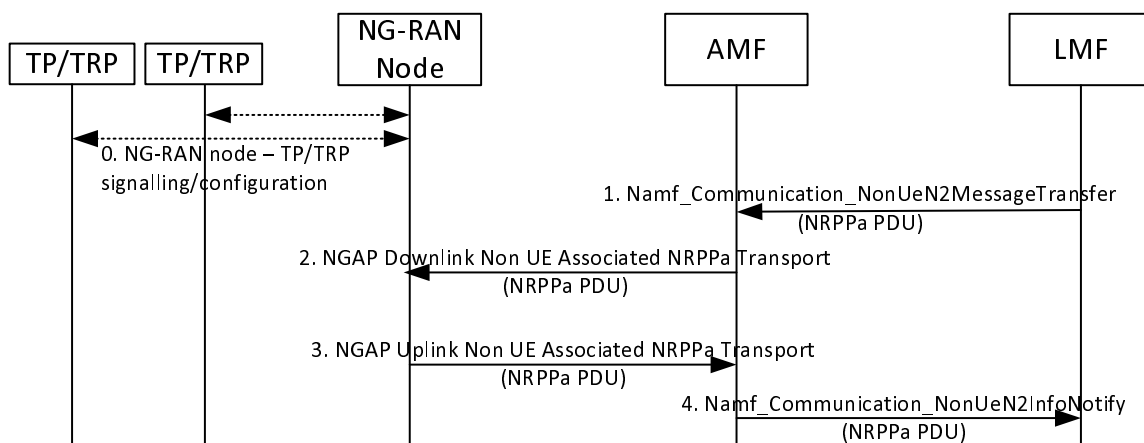 TP/TRP
TP/TRP
NG-RAN
Node
AMF
LMF
0. NG-RAN node – TP/TRP
signalling/configuration
1. Namf_Communication_NonUeN2MessageTransfer
(NRPPa PDU)
2. NGAP Downlink Non UE Associated NRPPa Transport
(NRPPa PDU)
3. NGAP Uplink Non UE Associated NRPPa Transport
(NRPPa PDU)
4. Namf_Communication_NonUeN2InfoNotify
(NRPPa PDU)